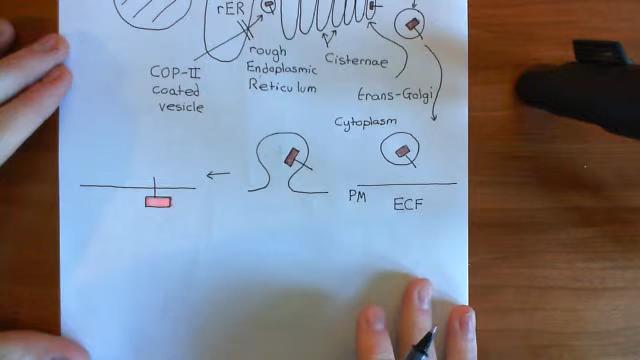 rER
rough
Endoplasmic
Reticulum
Cisternae
COP-II
coated
vesicle
trans-Golgi
Cytoplasm
PM
ECF